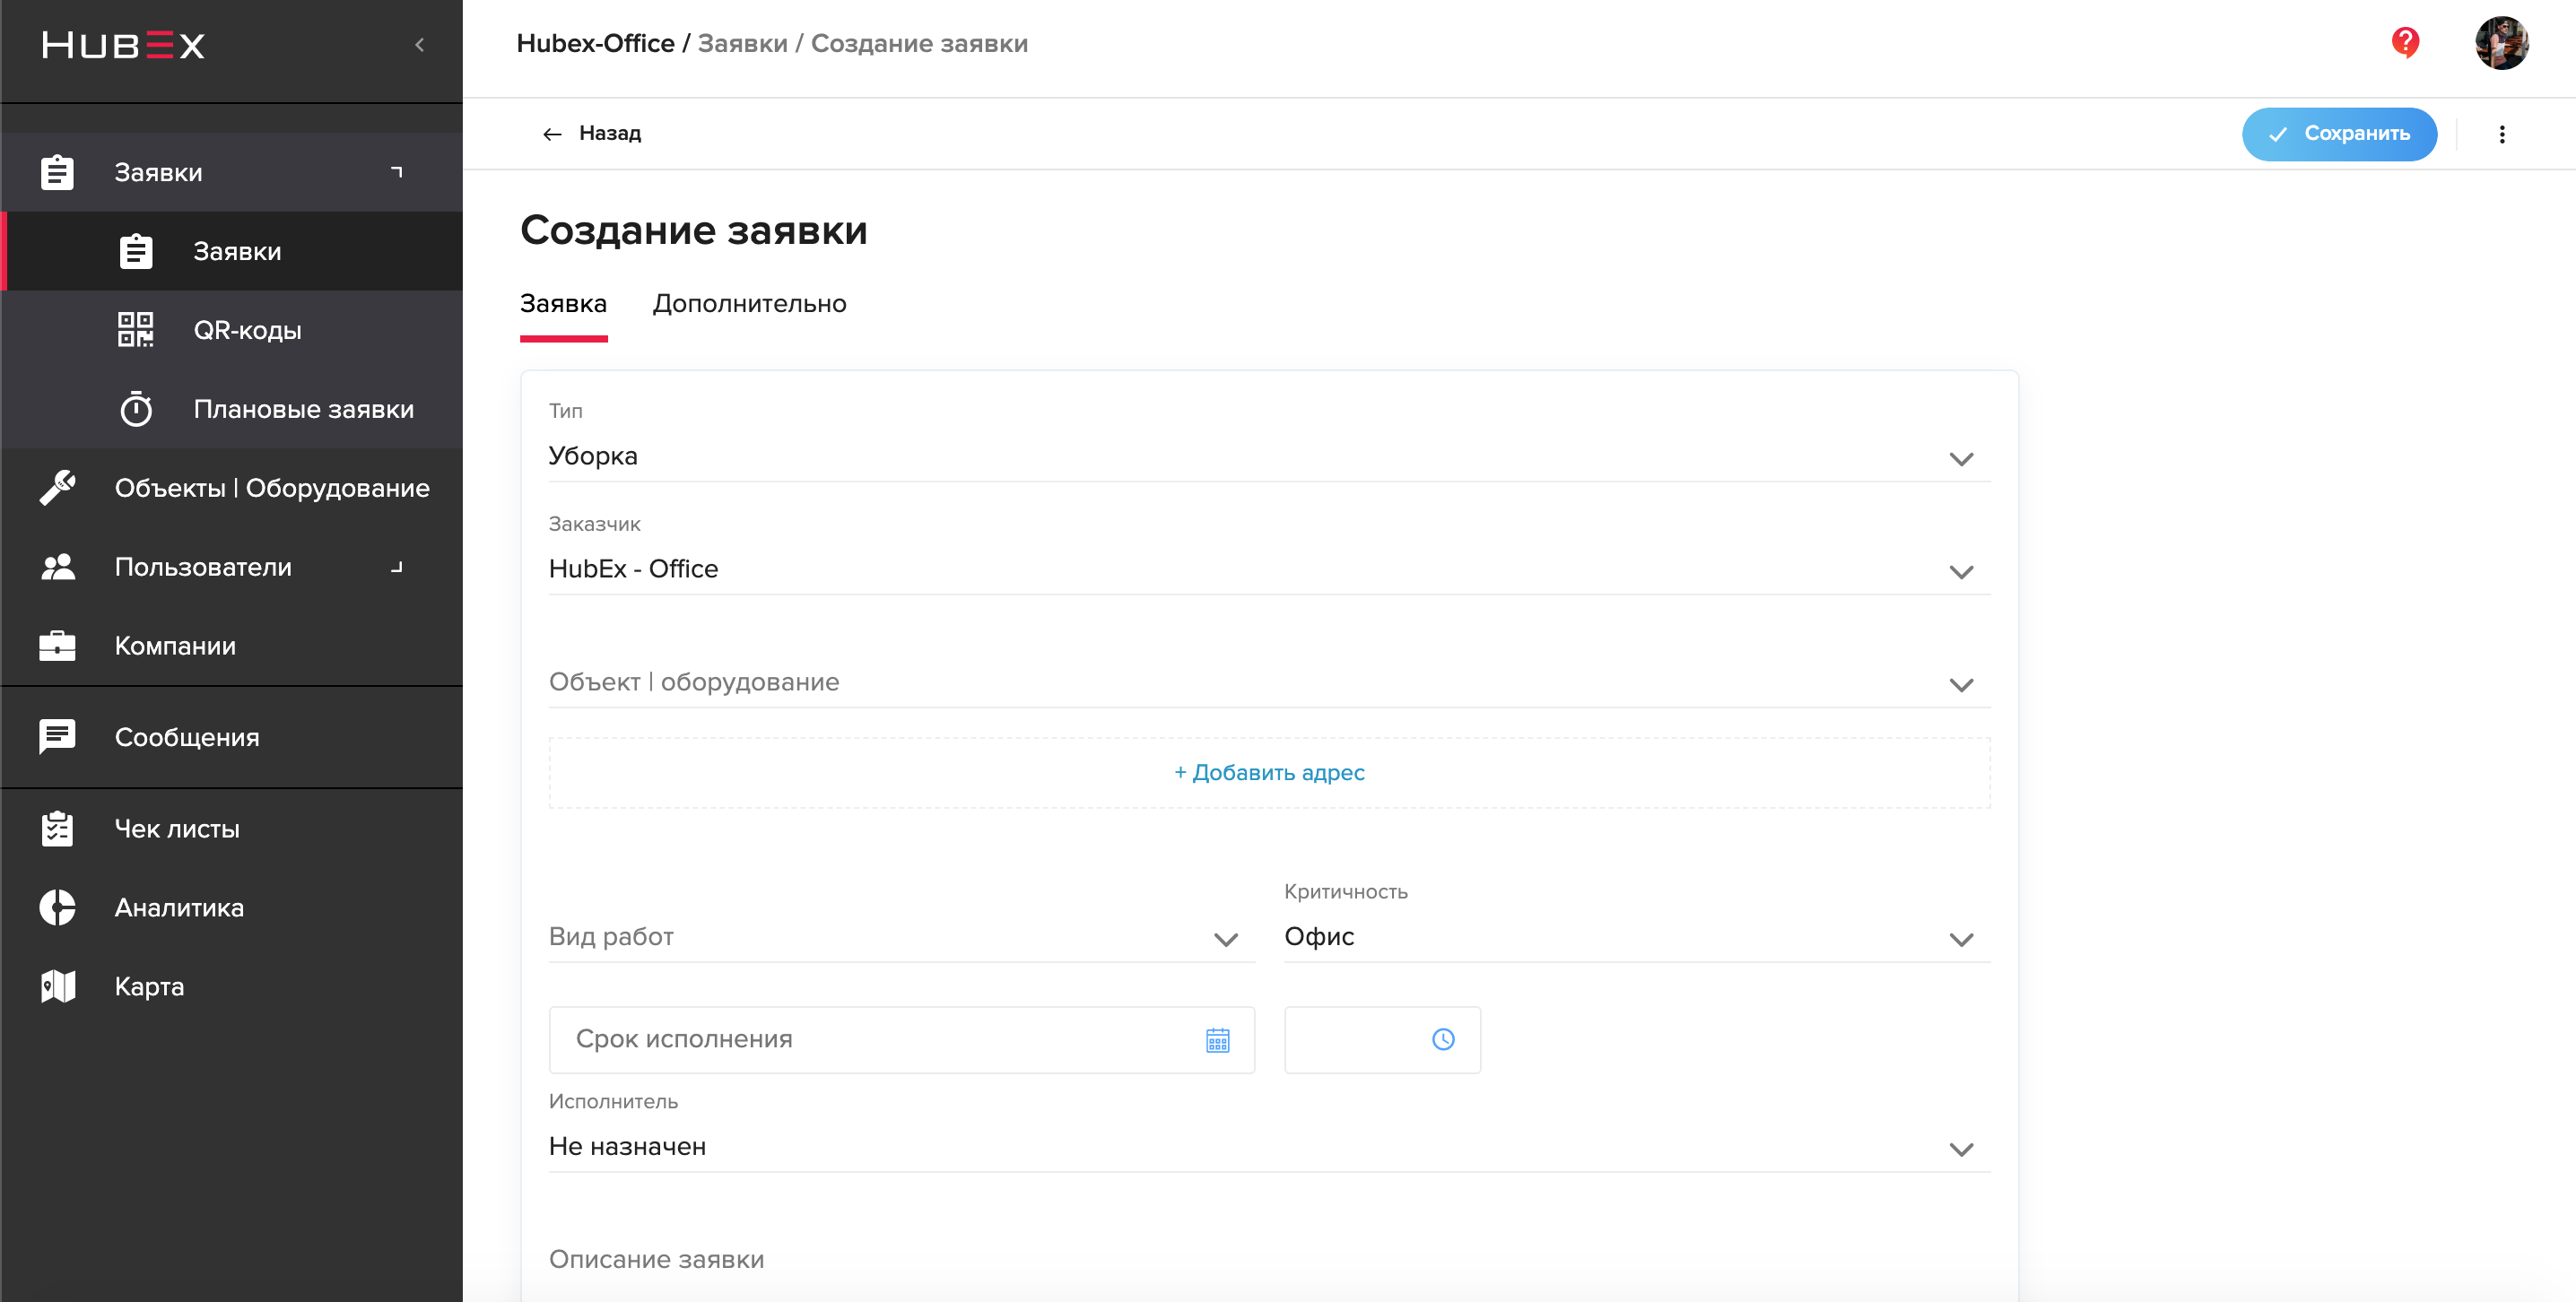 HUBEX
Hubex-Office / Заявки / Создание заявки
Назад
Сохранить
Заявки
Заявки
QR-коды
Плановые заявки
Объекты | Оборудование
Пользователи
Компании
Сообщения
Чек листы
Аналитика
Карта
Создание заявки
Заявка
Дополнительно
Тип
Уборка
Заказчик
HubEx - Office
Объект | оборудование
+ Добавить адрес
Вид работ
Критичность
Офис
Срок исполнения
Исполнитель
Не назначен
Описание заявки